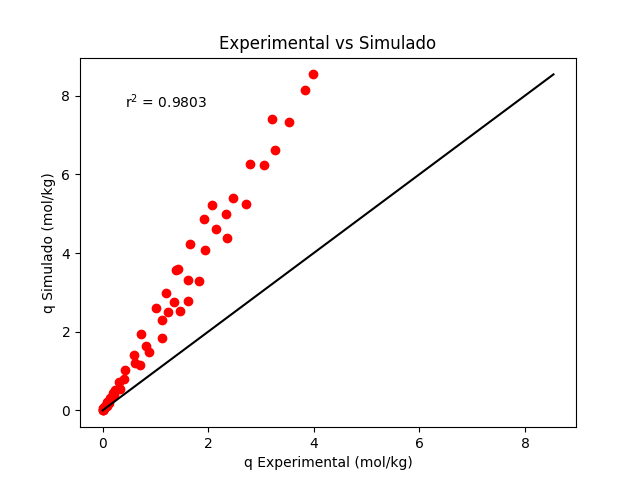 Experimental vs Simulado
r² = 0.9803
8
6
4
2
0
q Simulado (mol/kg)
0 2 4 6 8
q Experimental (mol/kg)